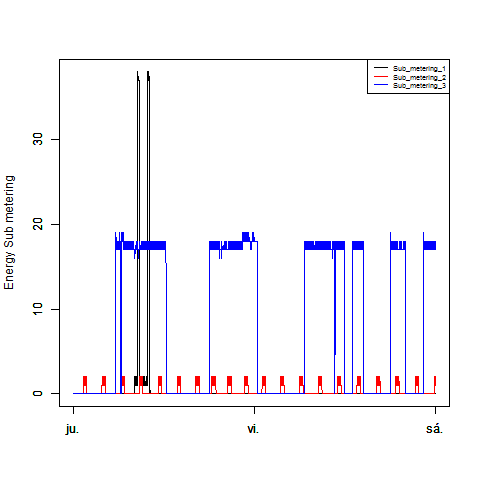 Sub_metering_1
Sub_metering_2
Sub_metering_3
Energy Sub metering
30
20
10
0
ju. vi. sá.